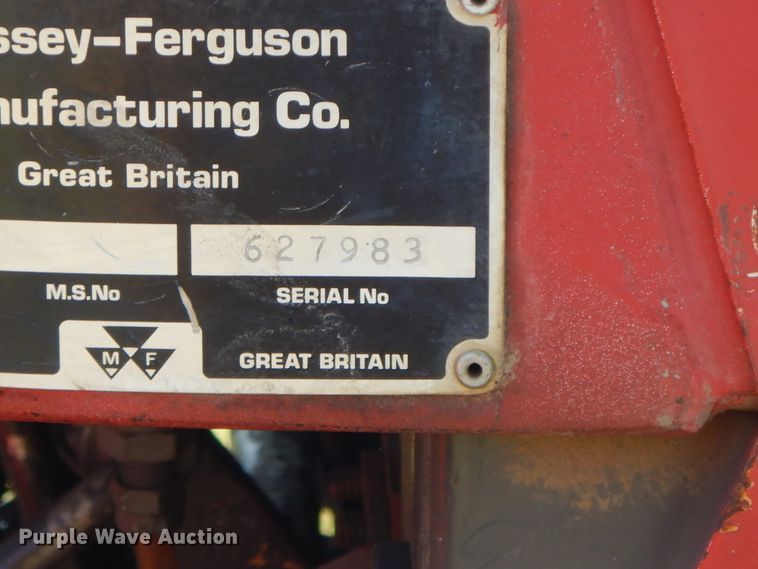 ssey-Ferguson
nufacturing Co.
Great Britain
627983
M.S.No SERIAL No
M F
GREAT BRITAIN
Purple Wave Auction